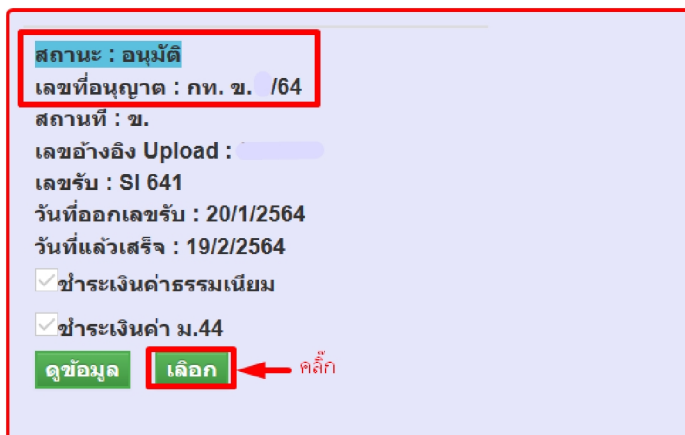 สถานะ : อนุมัติ
เลขที่อนุญาต : กท. ข. /64
สถานที่ : ข.
เลขอ้างอิง Upload :
เลขรับ : SI 641
วันที่ออกเลขรับ : 20/1/2564
วันที่แล้วเสร็จ : 19/2/2564
ชำระเงินค่าธรรมเนียม
ชำระเงินค่า ม.44
ดูข้อมูล เลือก คลิ๊ก